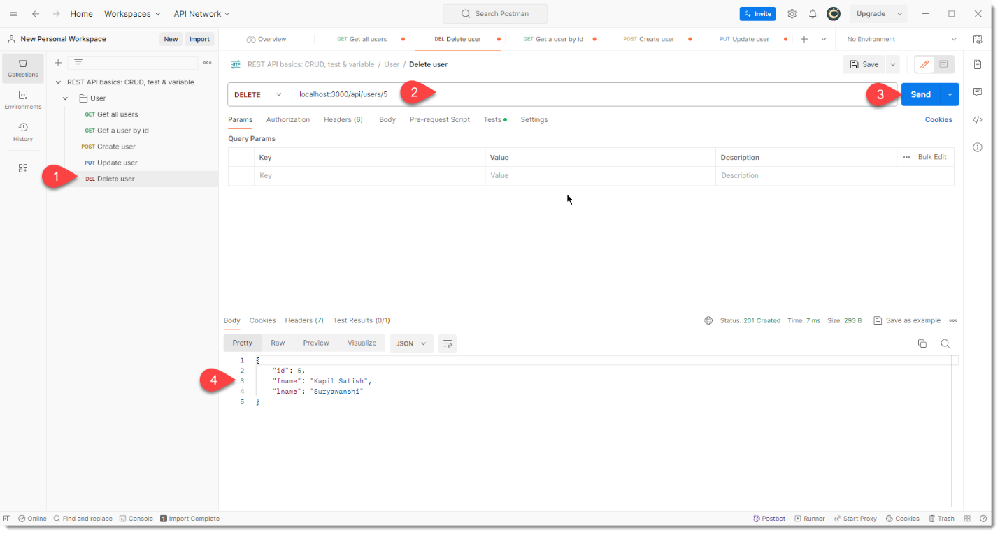 Home Workspaces API Network Search Postman Invite Upgrade
New Personal Workspace New Import
Overview GET Get all users DEL Delete user GET Get a user by id POST Create user PUT Update user No Environment
Collections
Environments
History
REST API basics: CRUD, test & variable
User
GET Get all users
GET Get a user by id
POST Create user
PUT Update user
1 DEL Delete user
HTTP REST API basics: CRUD, test & variable / User / Delete user Save
DELETE localhost:3000/api/users/5 2 3 Send
Params Authorization Headers (6) Body Pre-request Script Tests Settings Cookies
Query Params
Key Value Description Bulk Edit
Key Value Description
Body Cookies Headers (7) Test Results (0/1) Status: 201 Created Time: 7 ms Size: 293 B Save as example
Pretty Raw Preview Visualize JSON
1 {
2 "id": 5,
4 3 "fname": "Kapil Satish",
4 "lname": "Suryawanshi"
5 }
Online Find and replace Console 1 Import Complete Postbot Runner Start Proxy Cookies Trash